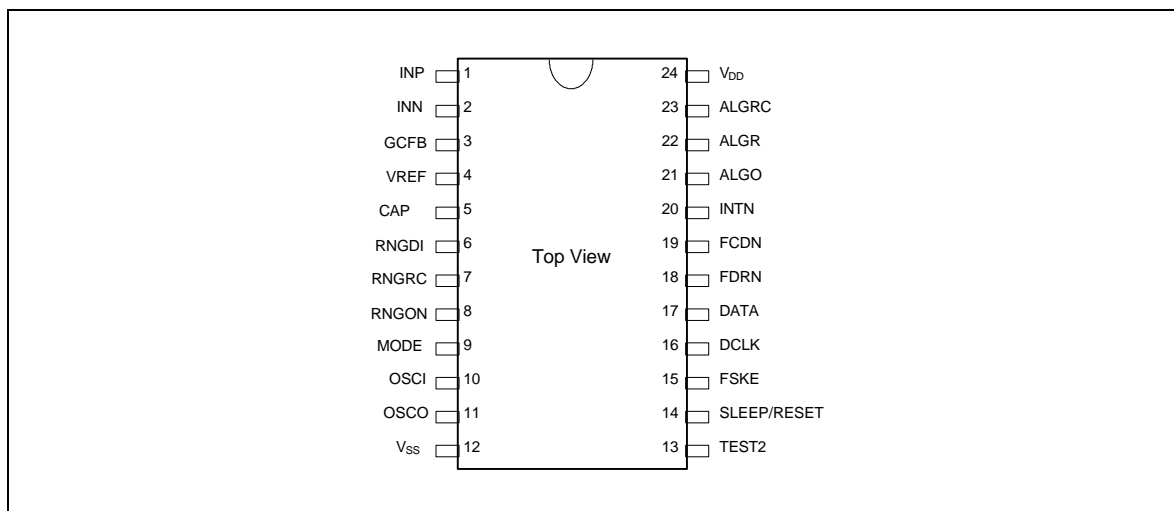 INP 1 24 VDD
INN 2 23 ALGRC
GCFB 3 22 ALGR
VREF 4 21 ALGO
CAP 5 20 INTN
RNGDI 6 19 FCDN
Top View
RNGRC 7 18 FDRN
RNGON 8 17 DATA
MODE 9 16 DCLK
OSCI 10 15 FSKE
OSCO 11 14 SLEEP/RESET
VSS 12 13 TEST2